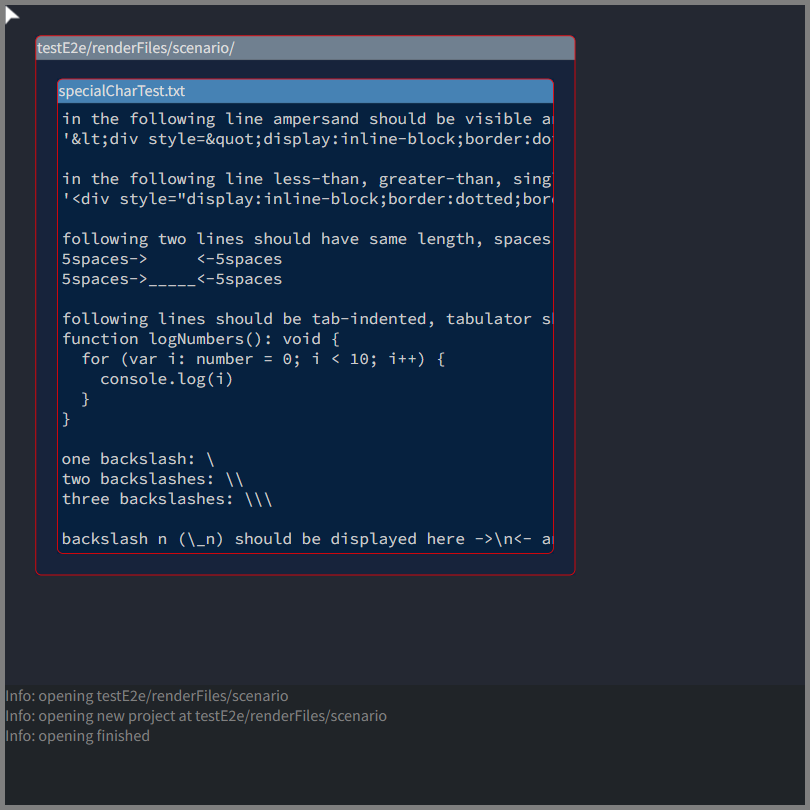 testE2e/renderFiles/scenario/
specialCharTest.txt
in the following line ampersand should be visible
'&lt;div style=&quot;display:inline-block;border:
in the following line less-than, greater-than,
'<div style="display:inline-block;border:dotted;
following two lines should have same length, spaces
5spaces->     <-5spaces
5spaces->_____<-5spaces
following lines should be tab-indented, tabulator
function logNumbers(): void {
  for (var i: number = 0; i < 10; i++) {
    console.log(i)
  }
}
one backslash: \
two backslashes: \\
three backslashes: \\\
backslash n (\_n) should be displayed here ->\n<-
Info: opening testE2e/renderFiles/scenario
Info: opening new project at testE2e/renderFiles/scenario
Info: opening finished